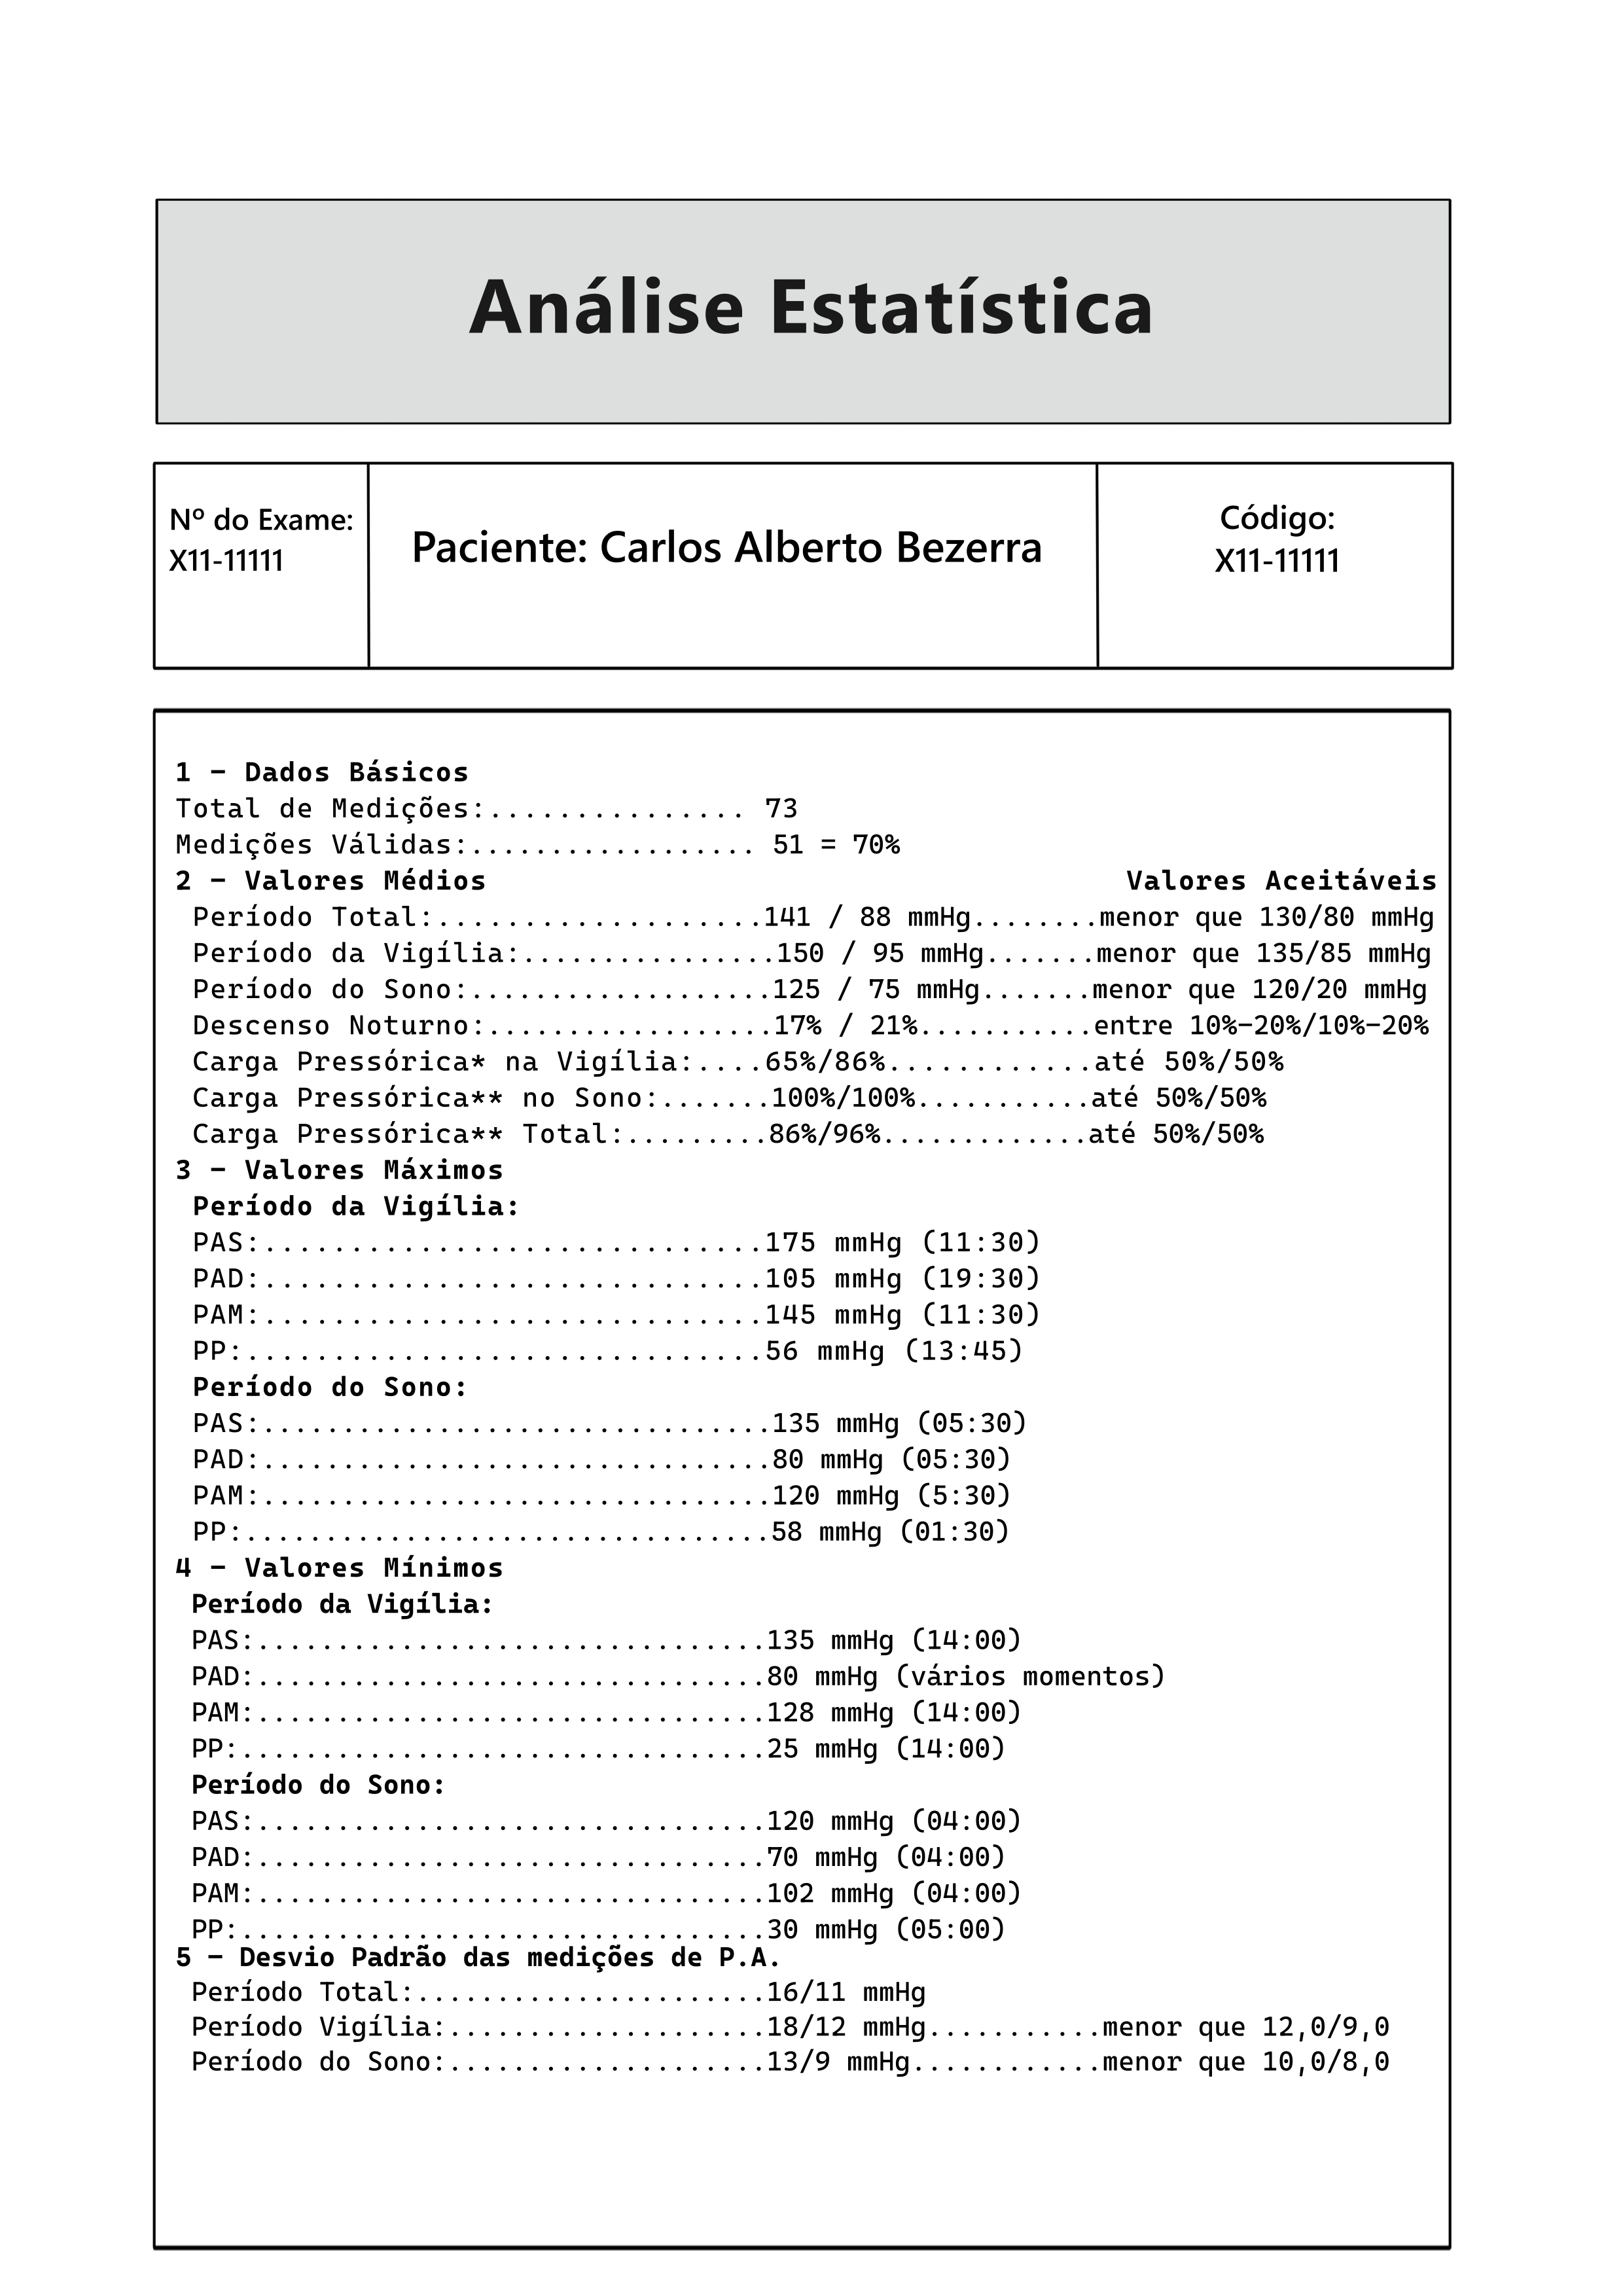 Análise Estatística
Nº do Exame:
X11-11111
Paciente: Carlos Alberto Bezerra
Código:
X11-11111
1 - Dados Básicos
Total de Medições:............... 73
Medições Válidas:................. 51 = 70%
2 - Valores Médios Valores Aceitáveis
Período Total:...................141 / 88 mmHg........menor que 130/80 mmHg
Período da Vigília:...............150 / 95 mmHg.......menor que 135/85 mmHg
Período do Sono:..................125 / 75 mmHg.......menor que 120/20 mmHg
Descenso Noturno:.................17% / 21%...........entre 10%-20%/10%-20%
Carga Pressórica* na Vigília:....65%/86%............até 50%/50%
Carga Pressórica** no Sono:.......100%/100%...........até 50%/50%
Carga Pressórica** Total:.........86%/96%.............até 50%/50%
3 - Valores Máximos
Período da Vigília:
PAS:.............................175 mmHg (11:30)
PAD:.............................105 mmHg (19:30)
PAM:.............................145 mmHg (11:30)
PP:..............................56 mmHg (13:45)
Período do Sono:
PAS:...............................135 mmHg (05:30)
PAD:...............................80 mmHg (05:30)
PAM:...............................120 mmHg (5:30)
PP:................................58 mmHg (01:30)
4 - Valores Mínimos
Período da Vigília:
PAS:................................135 mmHg (14:00)
PAD:................................80 mmHg (vários momentos)
PAM:................................128 mmHg (14:00)
PP:.................................25 mmHg (14:00)
Período do Sono:
PAS:................................120 mmHg (04:00)
PAD:................................70 mmHg (04:00)
PAM:................................102 mmHg (04:00)
PP:.................................30 mmHg (05:00)
5 - Desvio Padrão das medições de P.A.
Período Total:......................16/11 mmHg
Período Vigília:....................18/12 mmHg...........menor que 12,0/9,0
Período do Sono:....................13/9 mmHg............menor que 10,0/8,0